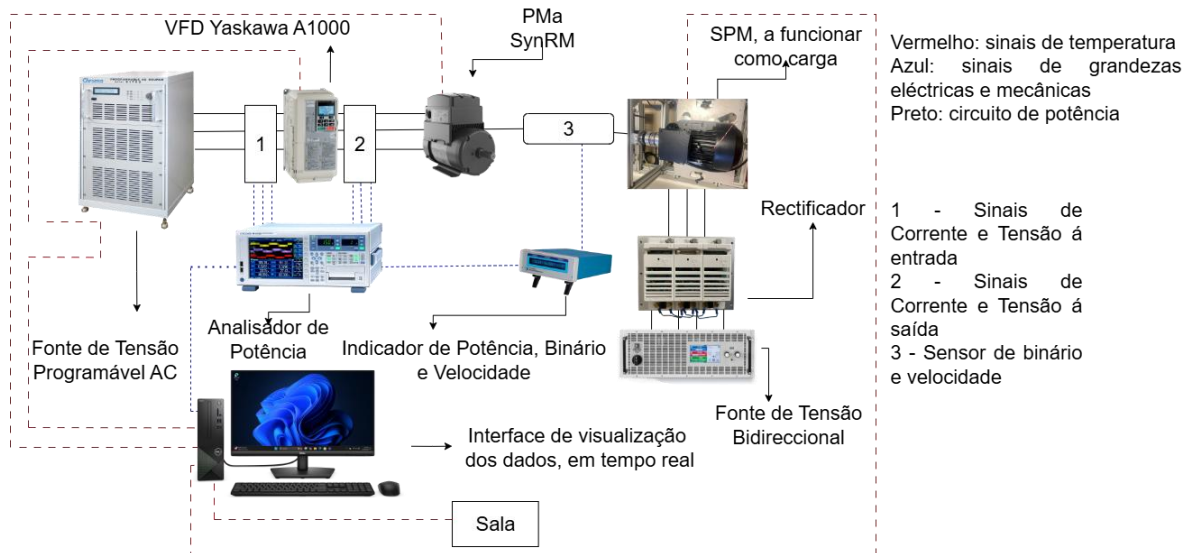 VFD Yaskawa A1000
PMa
SynRM
SPM, a funcionar
como carga
Vermelho: sinais de temperatura
Azul: sinais de grandezas
eléctricas e mecânicas
Preto: circuito de potência
1
2
3
Rectificador
1 - Sinais de
Corrente e Tensão á
entrada
2 - Sinais de
Corrente e Tensão á
saída
3 - Sensor de binário
e velocidade
Fonte de Tensão
Programável AC
Analisador de
Potência
Indicador de Potência, Binário
e Velocidade
Fonte de Tensão
Bidireccional
Interface de visualização
dos dados, em tempo real
Sala